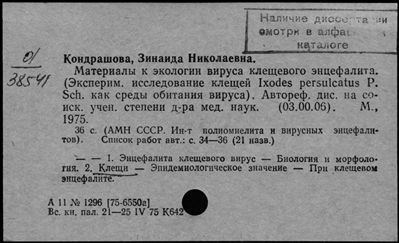 Наличие
смотри в
каталоге
о/
38541
Кондрашова, Зинаида Николаевна.
Материалы к экологии вируса клещевого энцефалита.
(Эксперим. исследование клещей Ixodes persulcatus P.
Sch. как среды обитания вируса). Автореф. дис. на со-
иск. учен. степени д-ра мед. наук. (03.00.06). М.,
1975.
36 с. (АМН СССР. Ин-т полиомиелита и вирусных энцефали-
тов). Список работ авт.: с. 34—36 (21 назв.)
— — 1. Энцефалита клещевого вирус — Биология и морфоло-
гия. 2. Клещи — Эпидемиологическое значение — При клещевом
энцефалите.
А 11 № 1296 [75-6550а]
Вс. кн. пал. 21—25 IV 75 К642